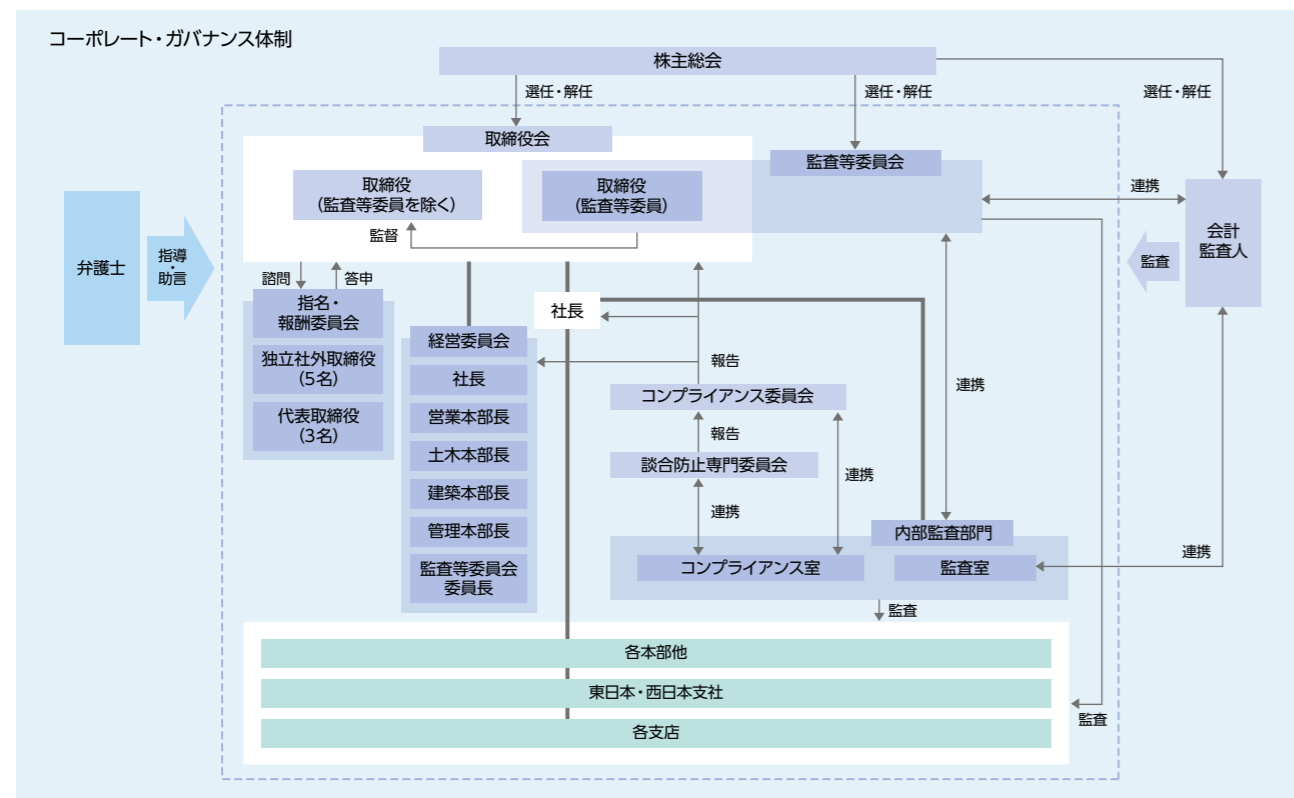 コーポレート・ガバナンス体制
株主総会
選任・解任
選任・解任
選任・解任
取締役会
監査等委員会
取締役
(監査等委員を除く)
取締役
(監査等委員)
監督
連携
会計
監査人
監査
弁護士
指導
・
助言
諮問
答申
指名・
報酬委員会
独立社外取締役
(5名)
代表取締役
(3名)
社長
経営委員会
社長
営業本部長
土木本部長
建築本部長
管理本部長
監査等委員会
委員長
報告
コンプライアンス委員会
報告
談合防止専門委員会
連携
連携
連携
内部監査部門
コンプライアンス室
監査室
連携
監査
各本部他
東日本・西日本支社
各支店
監査